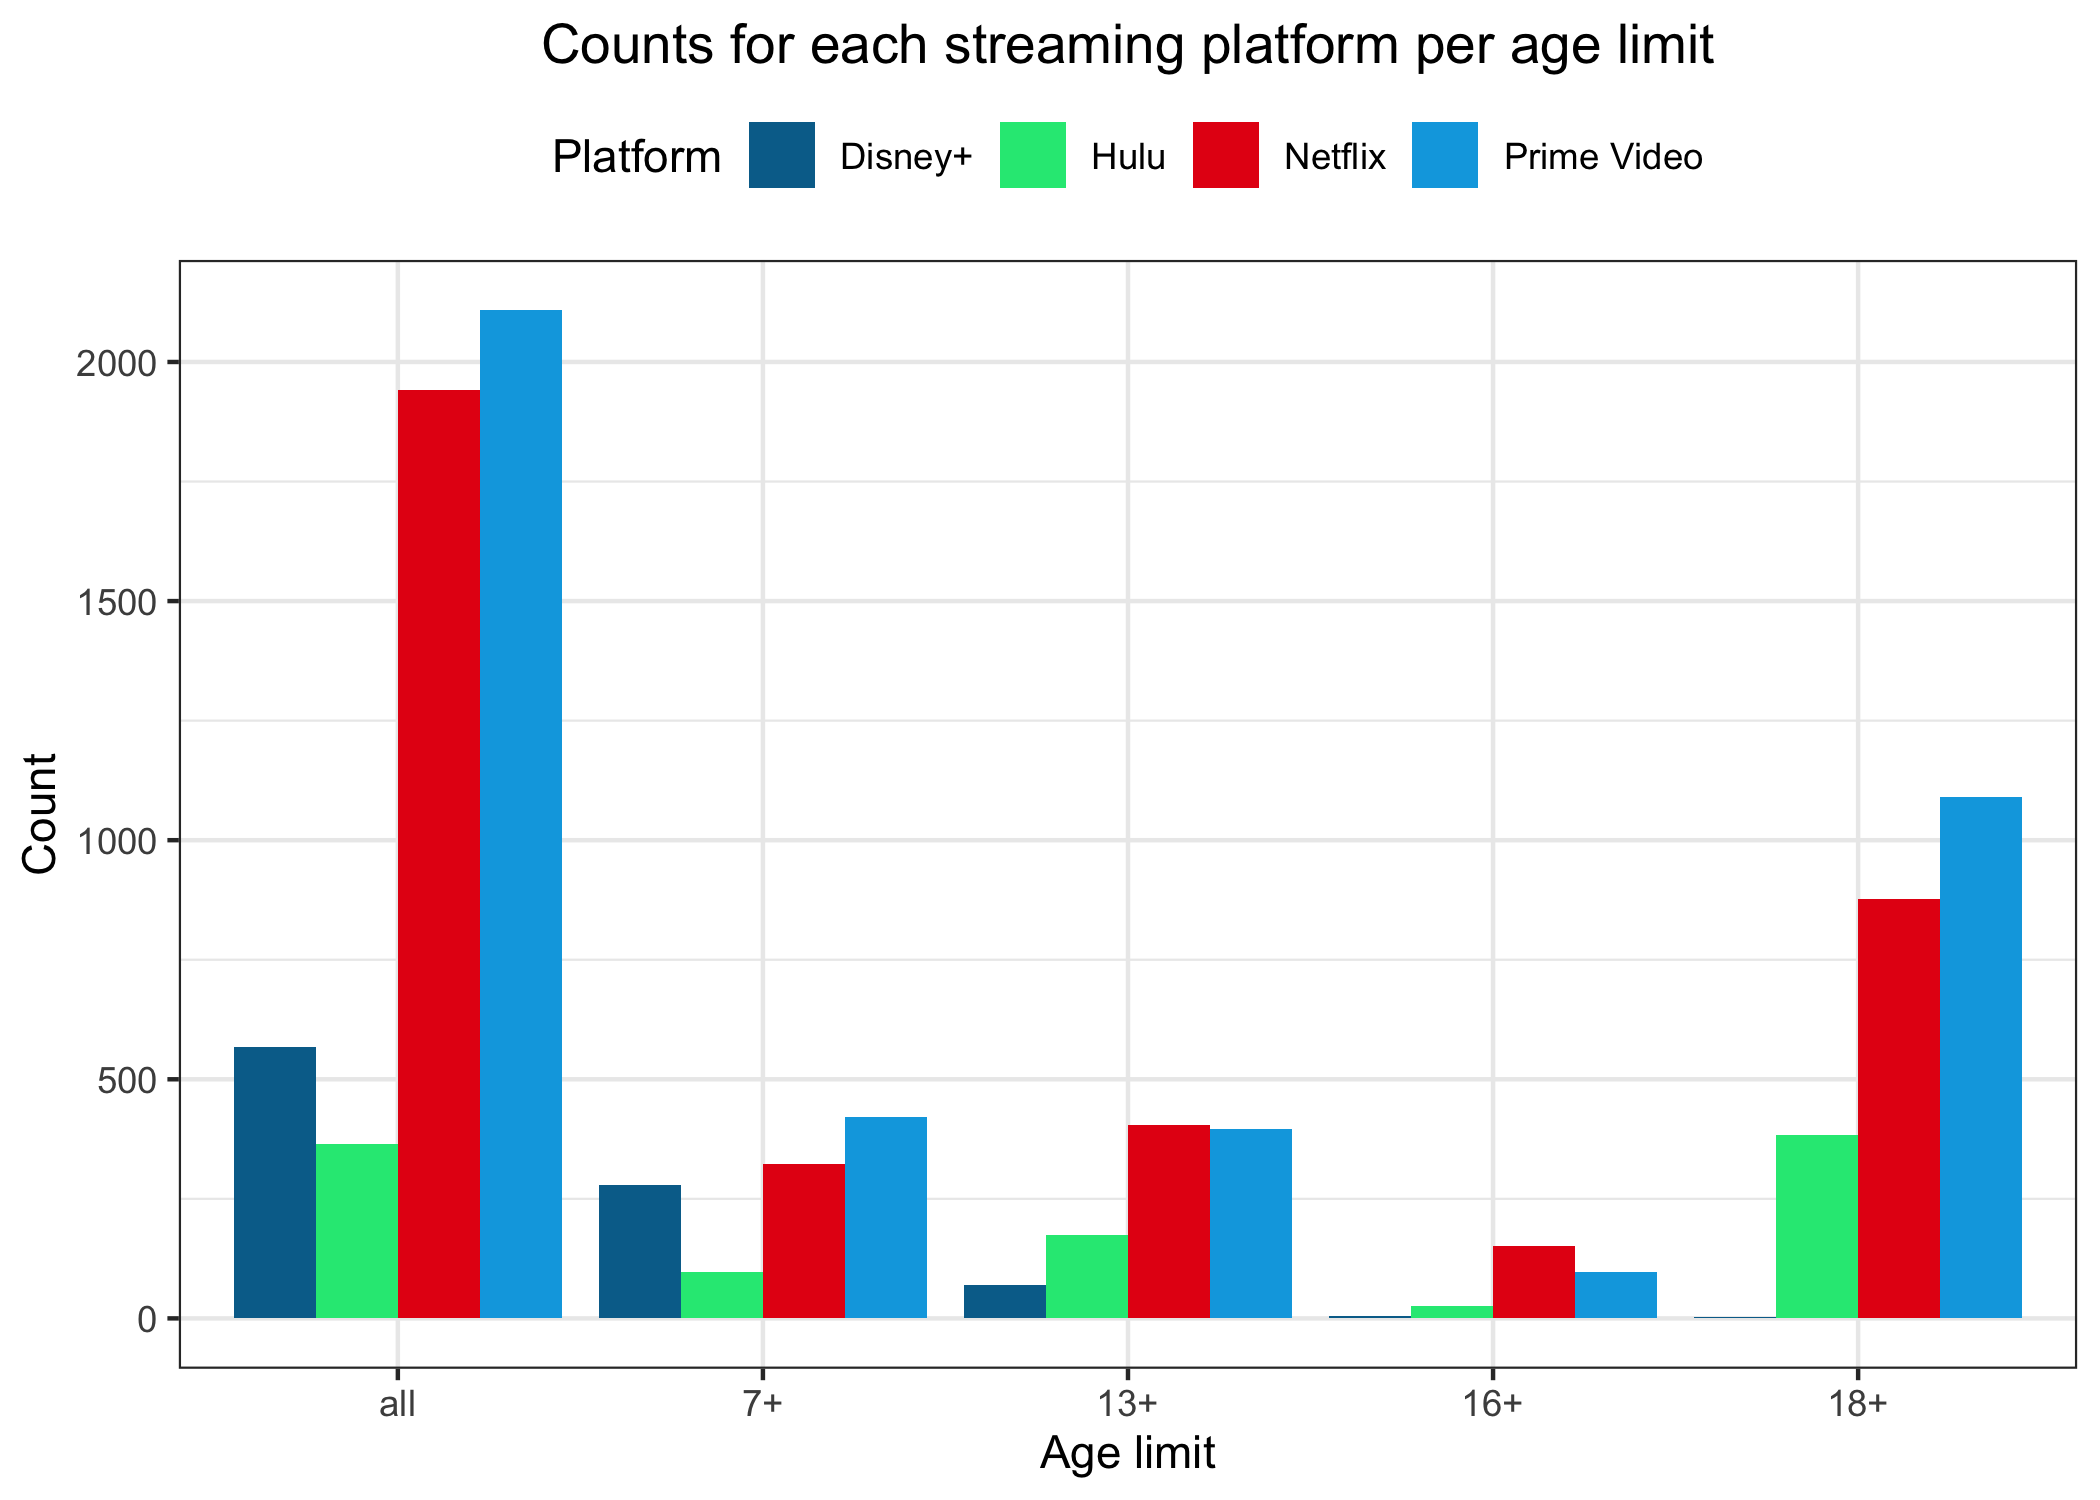 Counts for each streaming platform per age limit
Platform Disney+ Hulu Netflix Prime Video
2000
1500
1000
500
0
Count
all 7+ 13+ 16+ 18+
Age limit